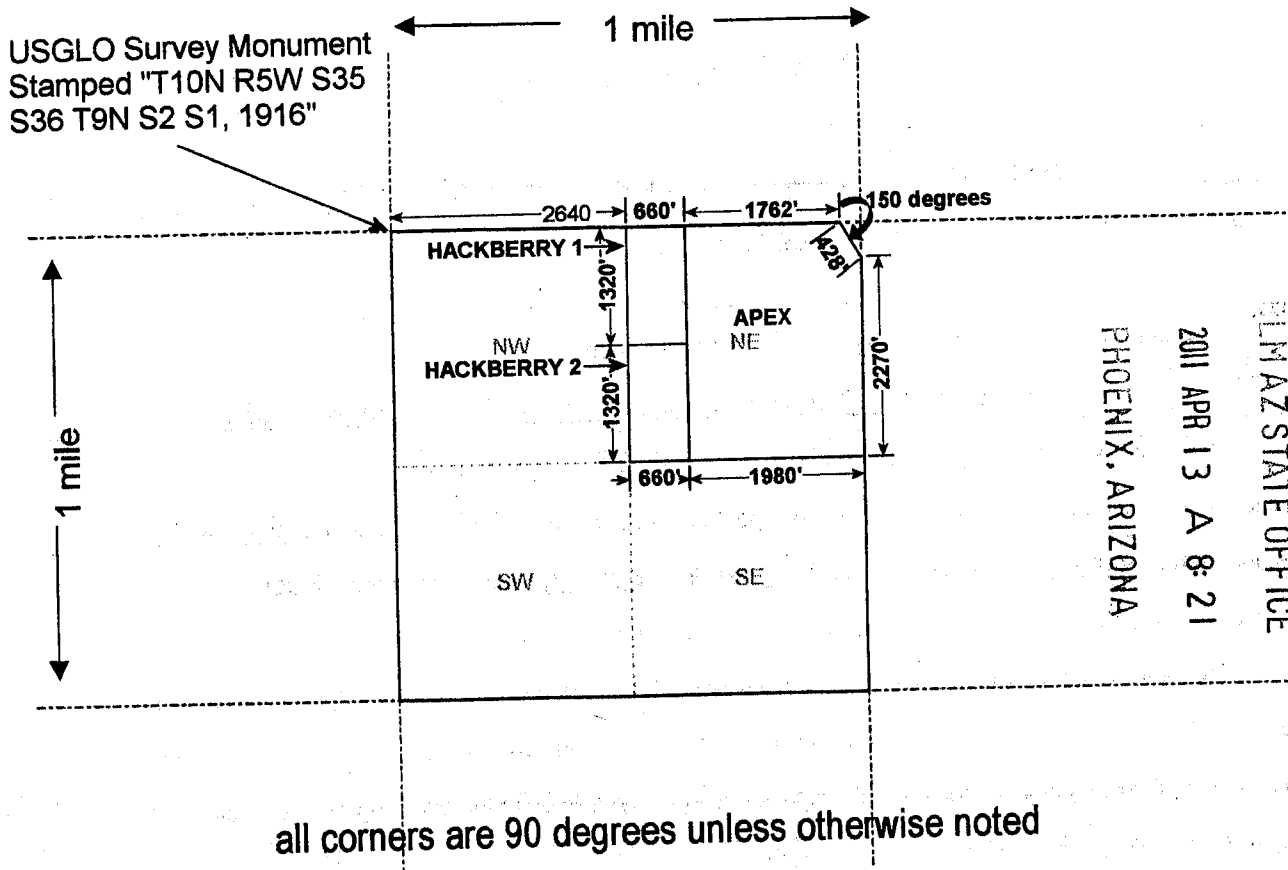 1 mile
USGLO Survey Monument
Stamped "T10N R5W S35
S36 T9N S2 S1, 1916"
150 degrees
2640
660'
1762'
428'
HACKBERRY 1
1320'
APEX
NW
NE
HACKBERRY 2
1320'
2270'
1 mile
660'
1980'
SW
SE
BLM AZ STATE OFFICE
2011 APR 13 A 8:21
PHOENIX, ARIZONA
all corners are 90 degrees unless otherwise noted